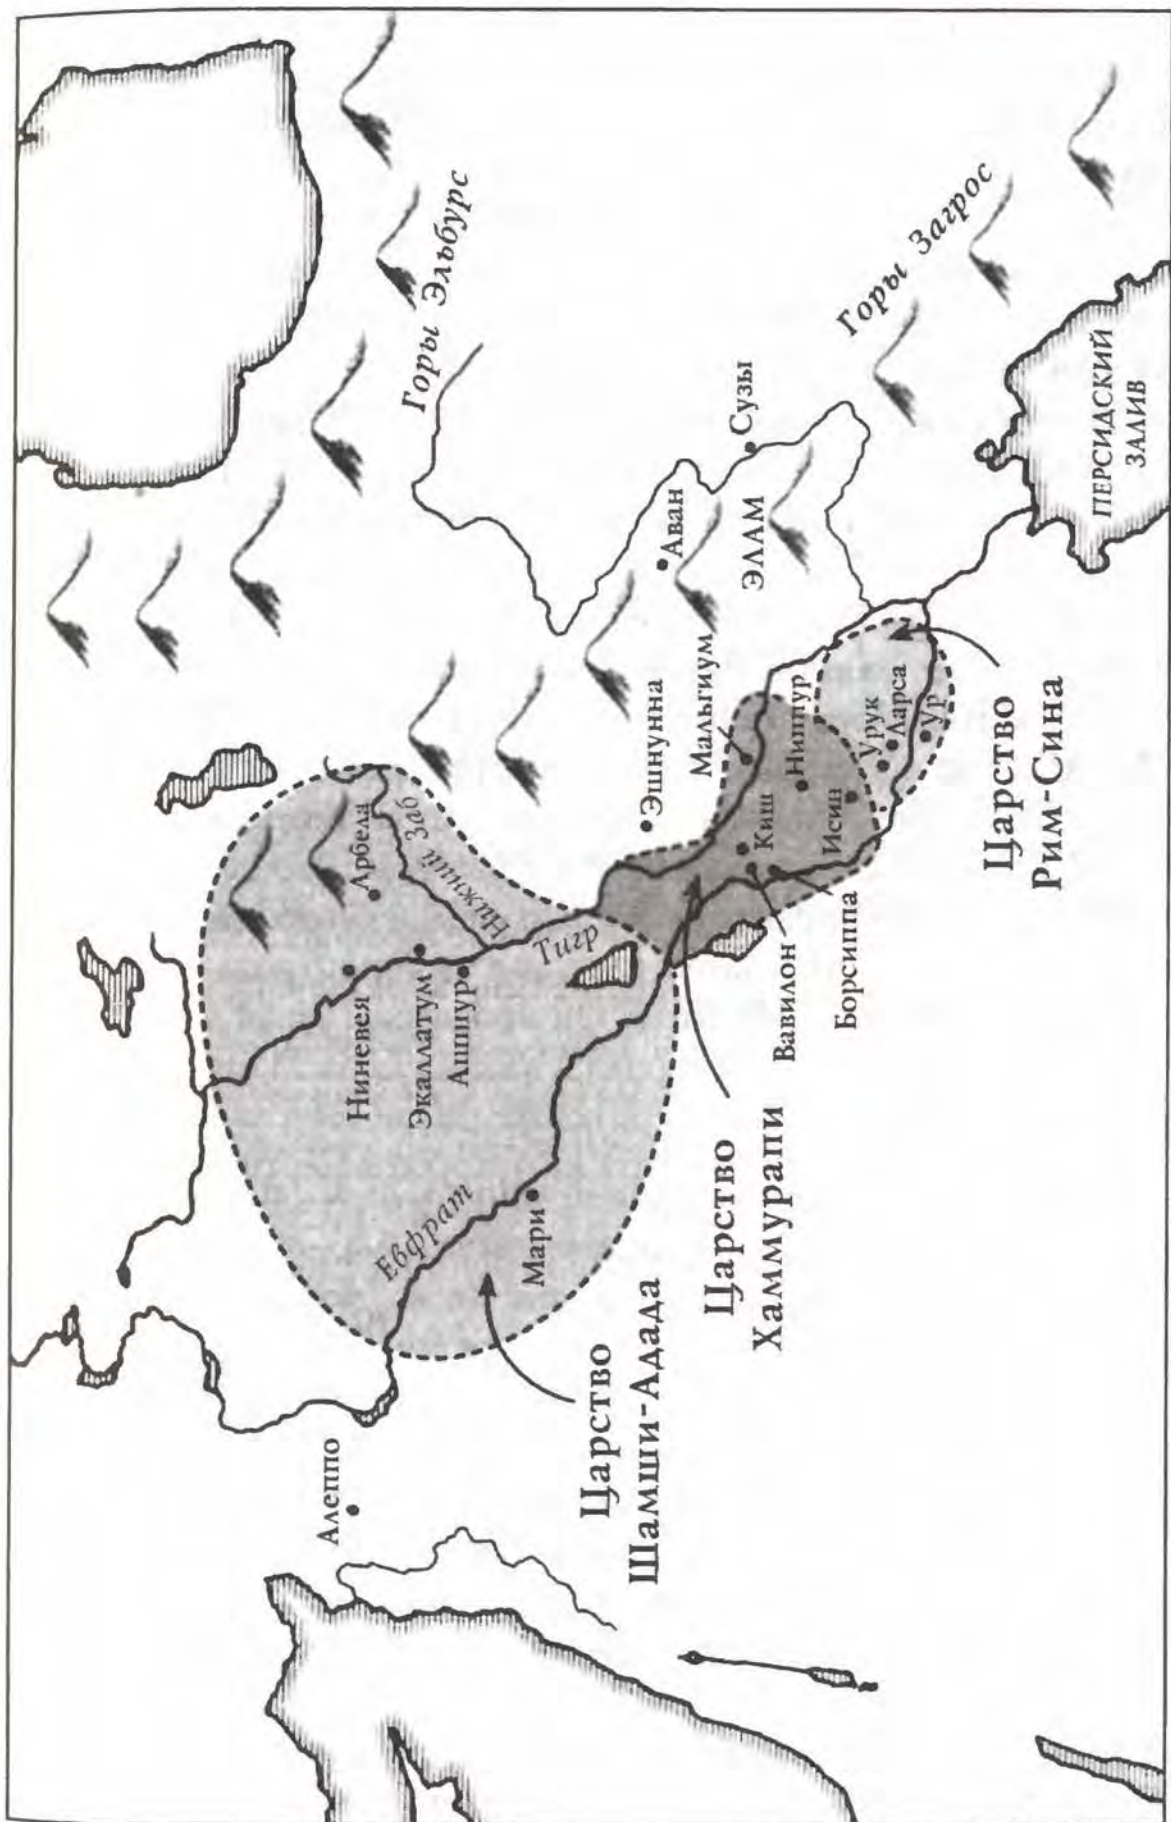 Горы Эльбурс
Горы Загрос
Алеппо
Ниневея
Арбела
Экаллатум
Нижний Заб
Ашшур
Тигр
Евфрат
Мари
Эшнунна
Аван
Сузы
ЭЛАМ
Мальгиум
Ниппур
Киш
Исин
Урук
Ларса
Ур
Вавилон
Борсиппа
Царство
Шамши-Адада
Царство
Хаммурапи
Царство
Рим-Сина
ПЕРСИДСКИЙ
ЗАЛИВ